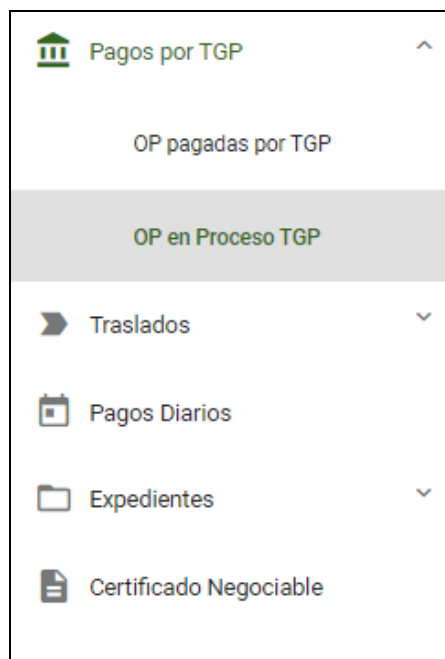 Pagos por TGP
OP pagadas por TGP
OP en Proceso TGP
Traslados
Pagos Diarios
Expedientes
Certificado Negociable